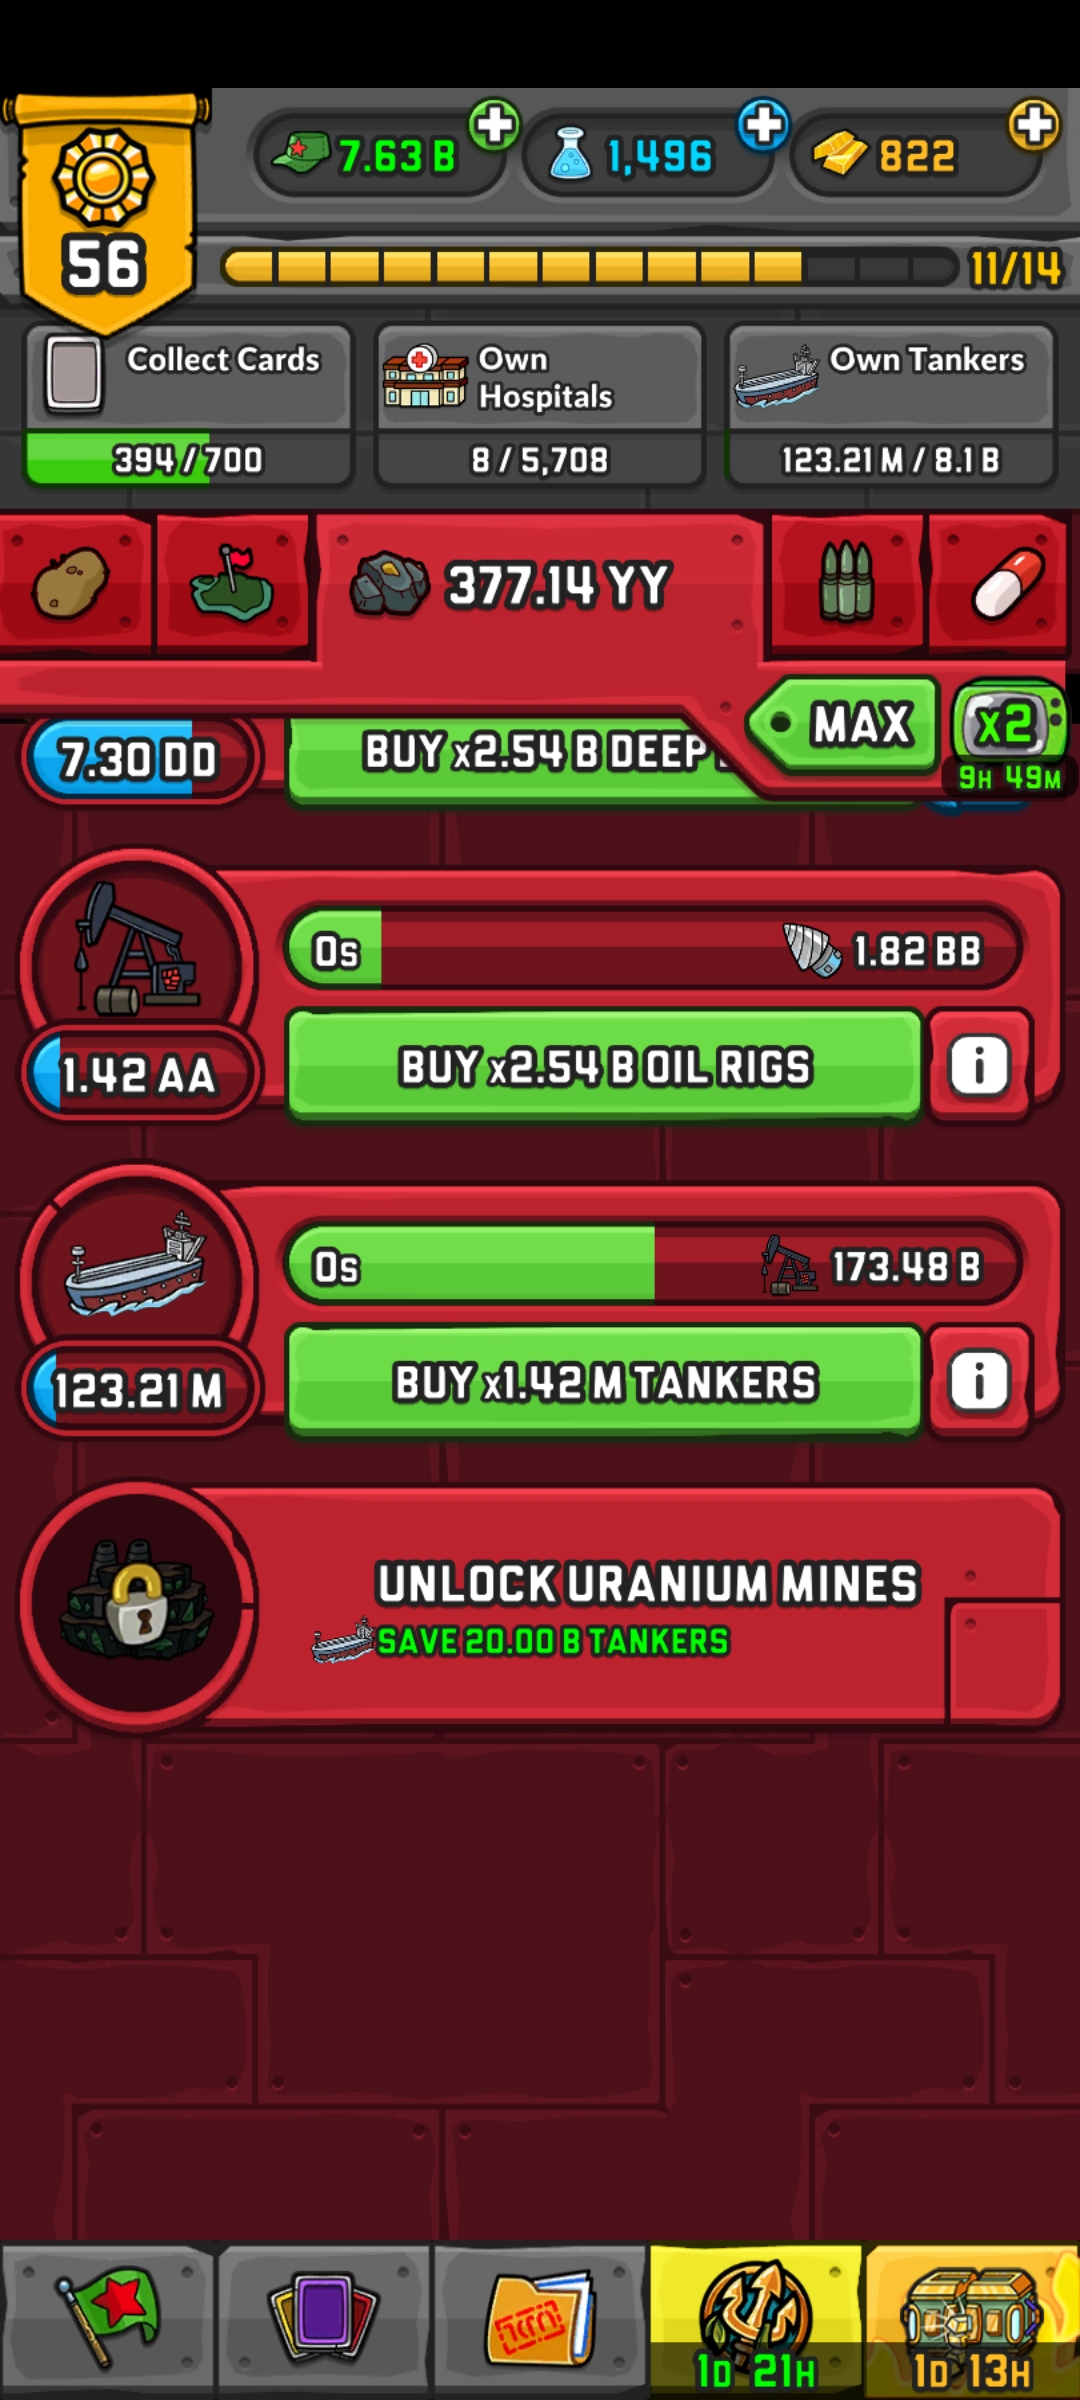 7.63 B
1,496
822
56
11/14
Collect Cards
394/700
Own
Hospitals
8/5,708
Own Tankers
123.21 M / 8.1 B
377.14 YY
MAX
x2
9H 49M
7.30 DD
BUY x2.54 B DEEP
0s
1.82 BB
1.42 AA
BUY x2.54 B OIL RIGS
i
0s
173.48 B
123.21 M
BUY x1.42 M TANKERS
i
UNLOCK URANIUM MINES
SAVE 20.00 B TANKERS
1D 21H
1D 13H